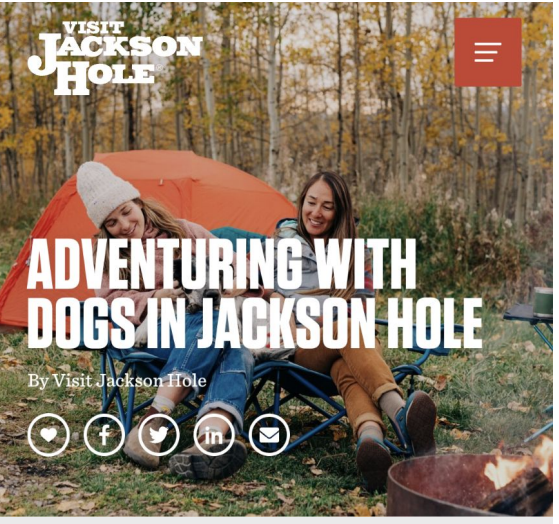 VISIT
JACKSON
HOLE
ADVENTURING WITH
DOGS IN JACKSON HOLE
By Visit Jackson Hole